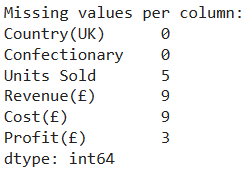 Missing values per column:
Country(UK) 0
Confectionary 0
Units Sold 5
Revenue(£) 9
Cost(£) 9
Profit(£) 3
dtype: int64